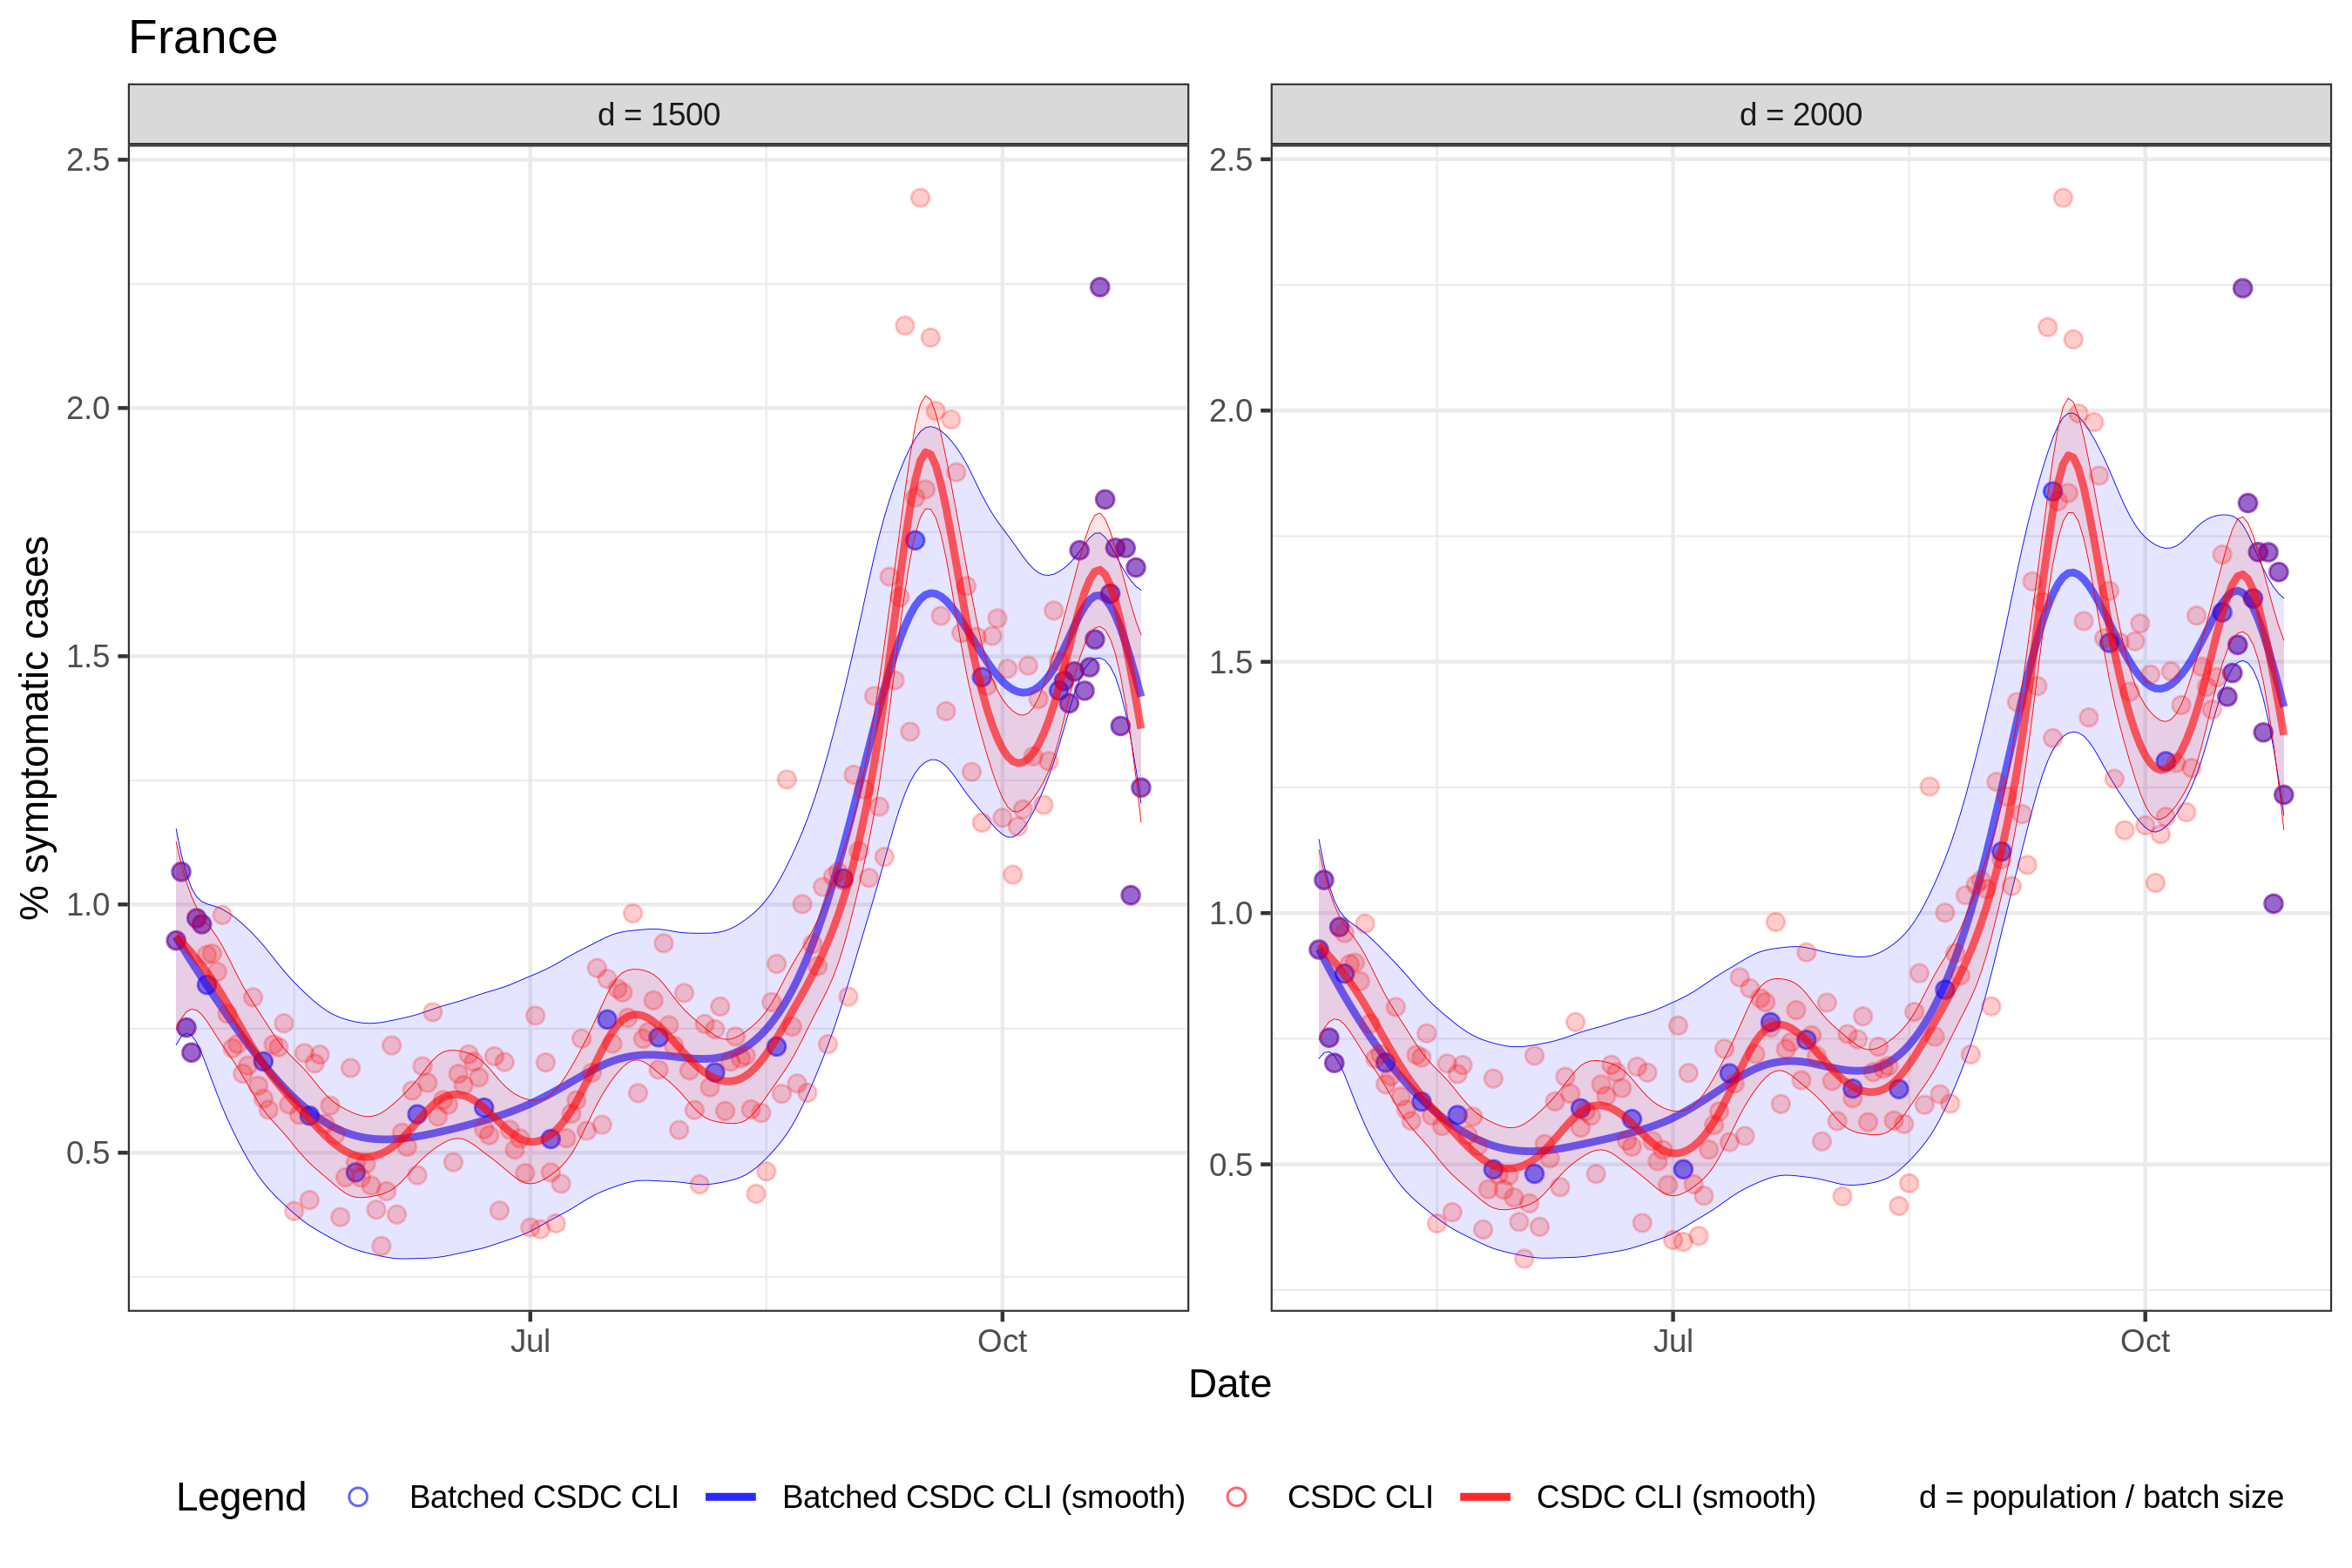 France
d = 1500
d = 2000
% symptomatic cases
2.5
2.0
1.5
1.0
0.5
2.5
2.0
1.5
1.0
0.5
Jul
Oct
Jul
Oct
Date
Legend
Batched CSDC CLI
Batched CSDC CLI (smooth)
CSDC CLI
CSDC CLI (smooth)
d = population / batch size